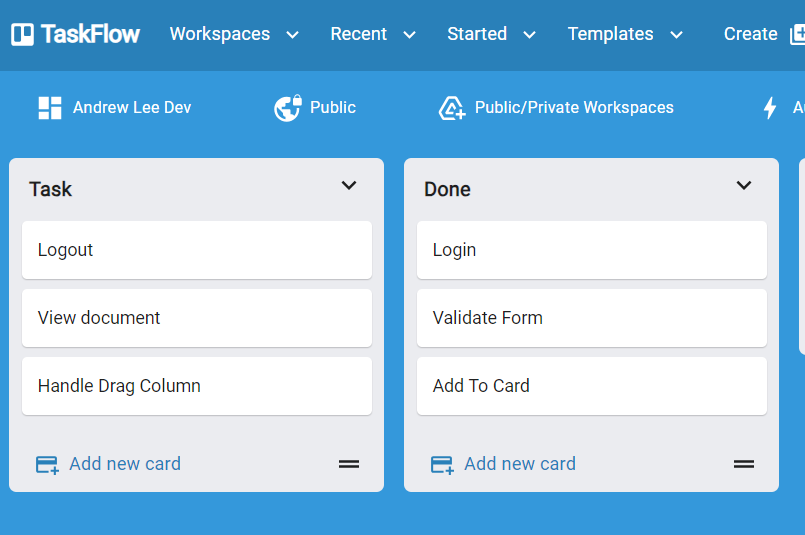 TaskFlow Workspaces Recent Started Templates Create
Andrew Lee Dev Public Public/Private Workspaces
Task
Logout
View document
Handle Drag Column
Add new card
Done
Login
Validate Form
Add To Card
Add new card